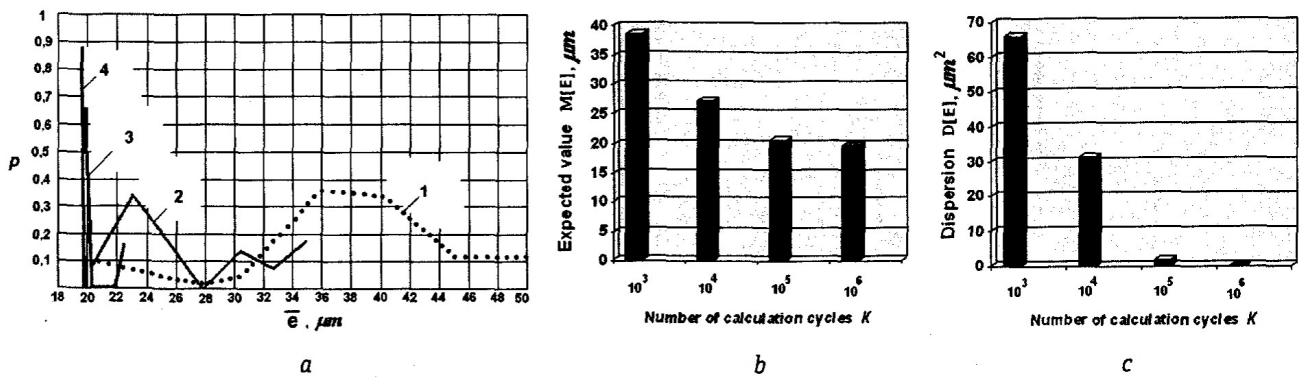 1
0,9
0,8
0,7
0,6
0,5
0,4
0,3
0,2
0,1
p
4
3
2
1
18 20 22 24 26 28 30 32 34 36 38 40 42 44 46 48 50
e, μm
a
Expected value M[E], μm
40
35
30
25
20
15
10
5
0
10³ 10⁴ 10⁵ 10⁶
Number of calculation cycles K
b
Dispersion D[E], μm²
70
60
50
40
30
20
10
0
10³ 10⁴ 10⁵ 10⁶
Number of calculation cycles K
c